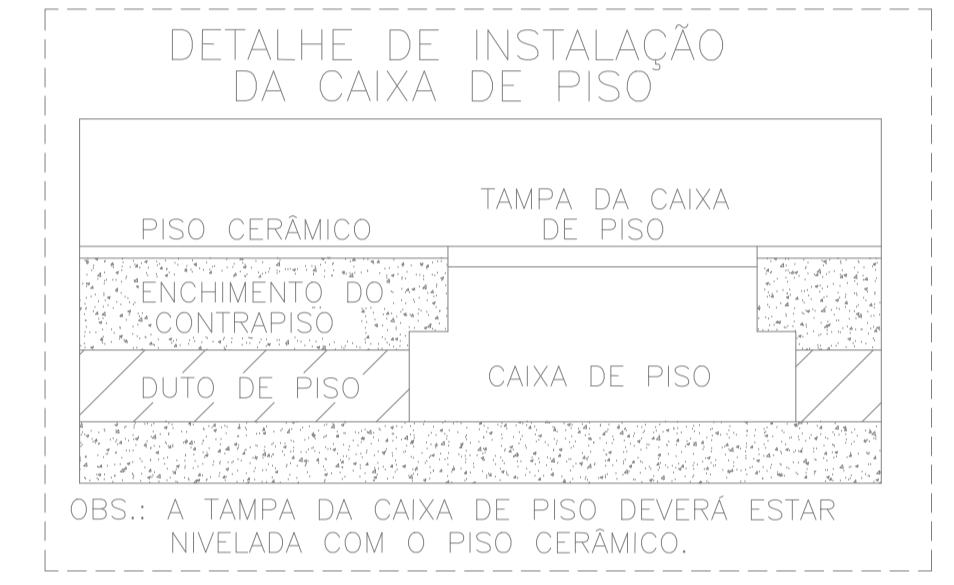 DETALHE DE INSTALAÇÃO
DA CAIXA DE PISO
TAMPA DA CAIXA
DE PISO
PISO CERÂMICO
ENCHIMENTO DO
CONTRAPISO
DUTO DE PISO
CAIXA DE PISO
OBS.: A TAMPA DA CAIXA DE PISO DEVERÁ ESTAR
NIVELADA COM O PISO CERÂMICO.